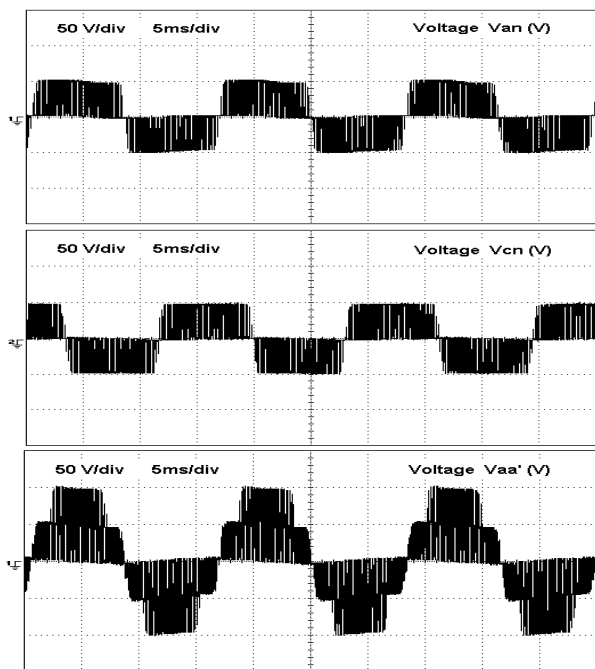 50 V/div 5ms/div Voltage Van (V)
1
50 V/div 5ms/div Voltage Vcn (V)
2
50 V/div 5ms/div Voltage Vaa' (V)
1